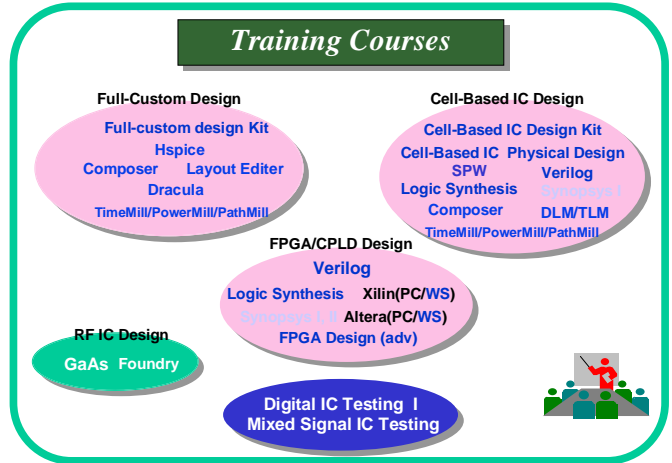 Training Courses
Full-Custom Design
Full-custom design Kit
Hspice
Composer Layout Editer
Dracula
TimeMill/PowerMill/PathMill
Cell-Based IC Design
Cell-Based IC Design Kit
Cell-Based IC Physical Design
SPW Verilog
Logic Synthesis Synopsys I
Composer DLM/TLM
TimeMill/PowerMill/PathMill
FPGA/CPLD Design
Verilog
Logic Synthesis Xilin(PC/WS)
Synopsys I, II Altera(PC/WS)
FPGA Design (adv)
RF IC Design
GaAs Foundry
Digital IC Testing I
Mixed Signal IC Testing